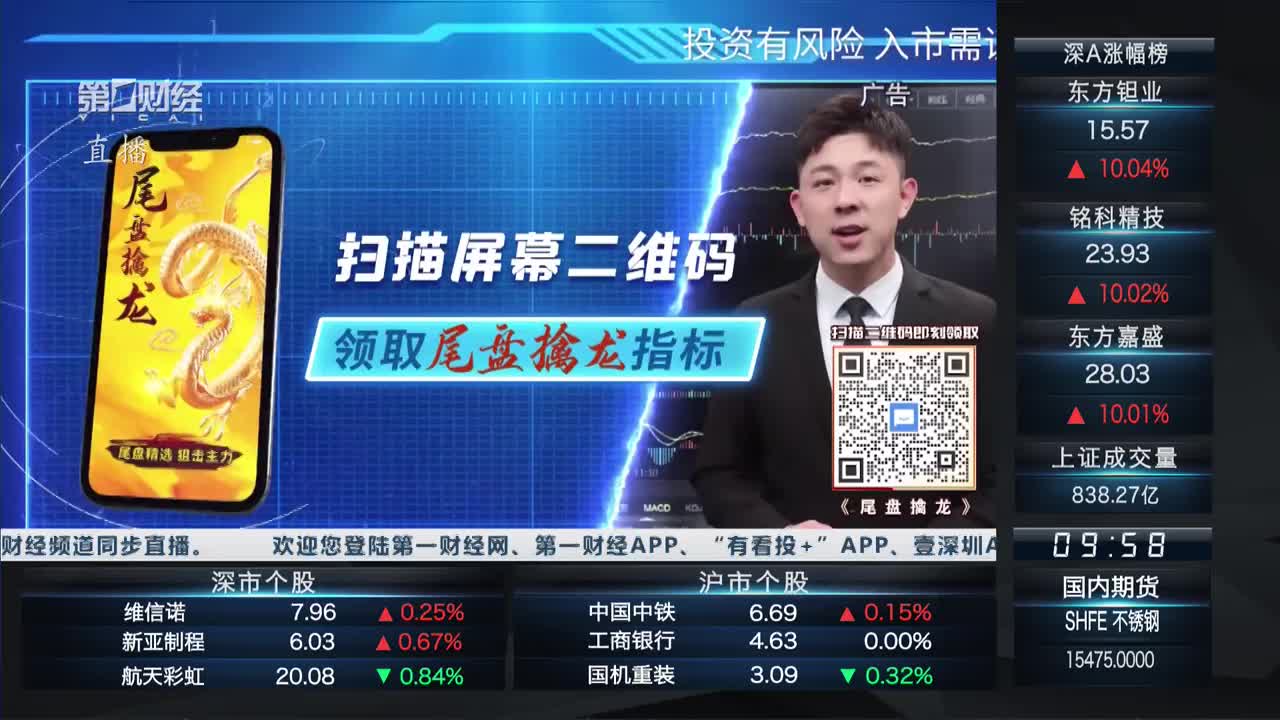 投资有风险 入市需
第一财经
YICAI
直播
广告
尾盘擒龙
尾盘精选 狙击主力
扫描屏幕二维码
领取尾盘擒龙指标
扫描二维码即刻领取
《尾盘擒龙》
11:30
MACD
KDJ
财经频道同步直播。 欢迎您登陆第一财经网、第一财经APP、“有看投+”APP、壹深圳A
深市个股
维信诺 7.96 ▲0.25%
新亚制程 6.03 ▲0.67%
航天彩虹 20.08 ▼0.84%
沪市个股
中国中铁 6.69 ▲0.15%
工商银行 4.63 0.00%
国机重装 3.09 ▼0.32%
深A涨幅榜
东方钽业
15.57
▲ 10.04%
铭科精技
23.93
▲ 10.02%
东方嘉盛
28.03
▲ 10.01%
上证成交量
838.27亿
09:58
国内期货
SHFE 不锈钢
15475.0000